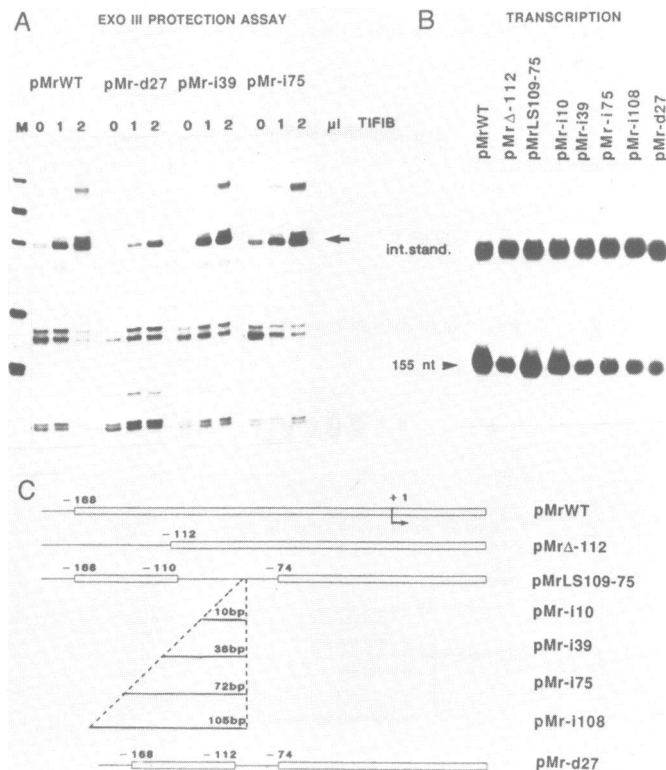 A EXO III PROTECTION ASSAY
pMrWT pMr-d27 pMr-i39 pMr-i75
M 0 1 2 0 1 2 0 1 2 0 1 2 µl TIFIB
B TRANSCRIPTION
pMrWT
pMrΔ-112
pMrLS109-75
pMr-i10
pMr-i39
pMr-i75
pMr-i108
pMr-d27
int.stand.
155 nt
C
-168 +1 pMrWT
-112 pMrΔ-112
-168 -110 -74 pMrLS109-75
10bp pMr-i10
36bp pMr-i39
72bp pMr-i75
105bp pMr-i108
-168 -112 -74 pMr-d27